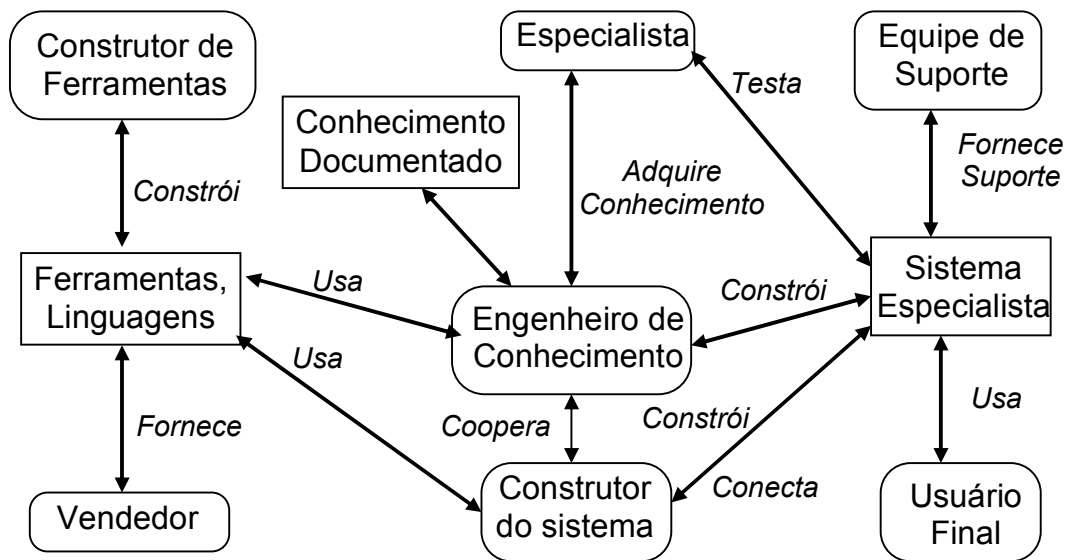 Construtor de
Ferramentas
Especialista
Equipe de
Suporte
Testa
Conhecimento
Documentado
Fornece
Suporte
Constrói
Adquire
Conhecimento
Ferramentas,
Linguagens
Usa
Engenheiro de
Conhecimento
Constrói
Sistema
Especialista
Usa
Fornece
Coopera
Constrói
Usa
Vendedor
Construtor
do sistema
Conecta
Usuário
Final